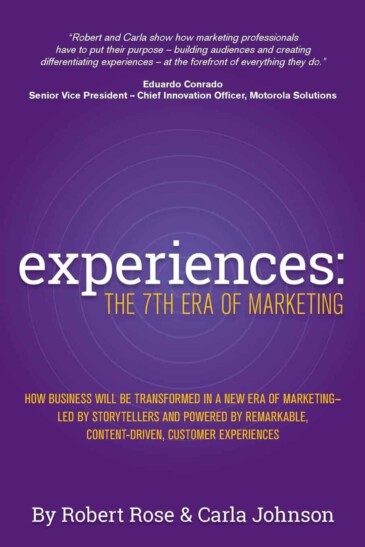 "Robert and Carla show how marketing professionals
have to put their purpose – building audiences and creating
differentiating experiences – at the forefront of everything they do."
Eduardo Conrado
Senior Vice President – Chief Innovation Officer, Motorola Solutions
experiences:
THE 7TH ERA OF MARKETING
HOW BUSINESS WILL BE TRANSFORMED IN A NEW ERA OF MARKETING–
LED BY STORYTELLERS AND POWERED BY REMARKABLE,
CONTENT-DRIVEN, CUSTOMER EXPERIENCES
By Robert Rose & Carla Johnson